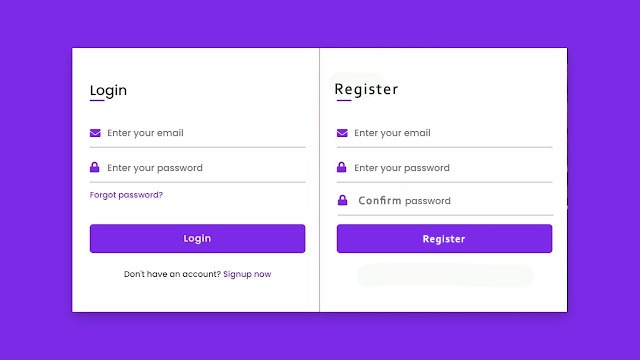 Login
Enter your email
Enter your password
Forgot password?
Login
Don't have an account? Signup now
Register
Enter your email
Enter your password
Confirm password
Register